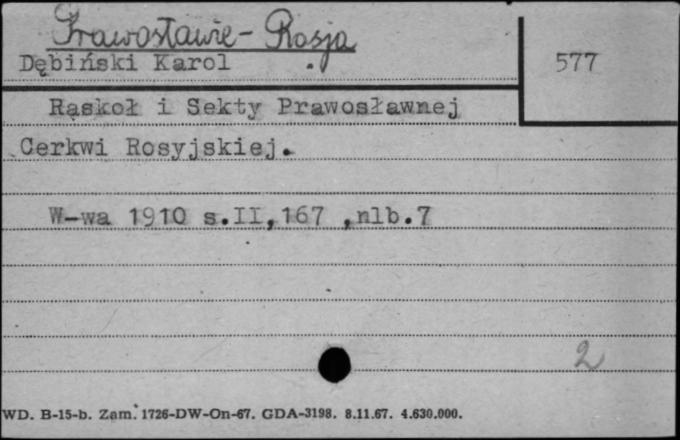 Prawosławie - Rosja
Dębiński Karol
577
Rąskoł i Sekty Prawosławnej
Cerkwi Rosyjskiej.
W-wa 1910 s.II,167 ,nlb.7
2
WD. B-15-b. Zam. 1726-DW-On-67. GDA-3198. 8.11.67. 4.630.000.